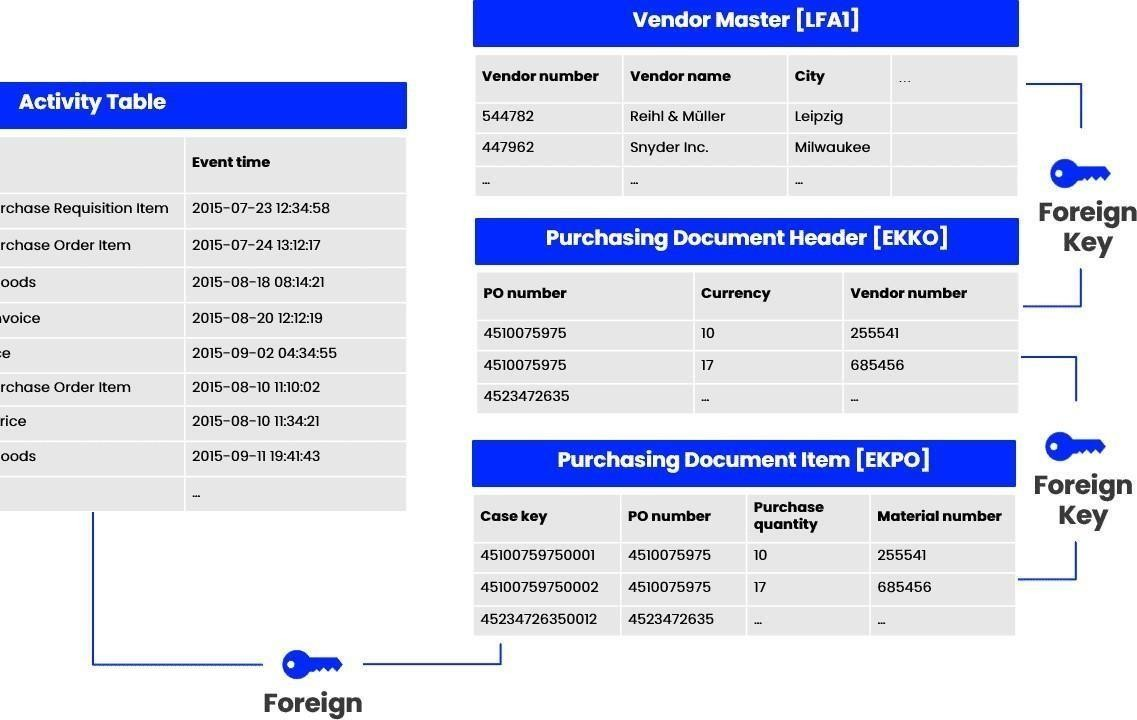 Vendor Master [LFA1]
Vendor number Vendor name City ...
544782 Reihl & Müller Leipzig
447962 Snyder Inc. Milwaukee
... ... ...
Foreign
Key
Activity Table
Event time
rchase Requisition Item 2015-07-23 12:34:58
rchase Order Item 2015-07-24 13:12:17
oods 2015-08-18 08:14:21
nvoice 2015-08-20 12:12:19
ce 2015-09-02 04:34:55
rchase Order Item 2015-08-10 11:10:02
rice 2015-08-10 11:34:21
oods 2015-09-11 19:41:43
...
Purchasing Document Header [EKKO]
PO number Currency Vendor number
4510075975 10 255541
4510075975 17 685456
4523472635 ... ...
Foreign
Key
Purchasing Document Item [EKPO]
Case key PO number Purchase quantity Material number
45100759750001 4510075975 10 255541
45100759750002 4510075975 17 685456
45234726350012 4523472635 ... ...
Foreign